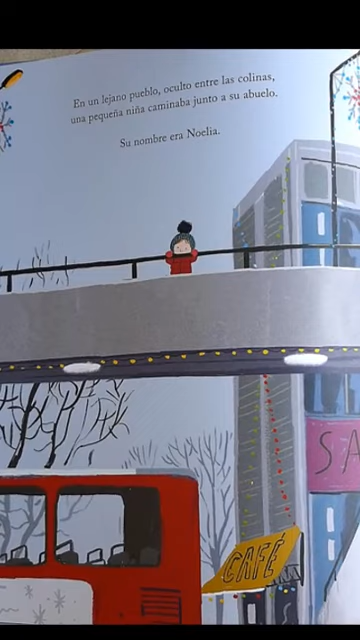 En un lejano pueblo, oculto entre las colinas,
una pequeña niña caminaba junto a su abuelo.
Su nombre era Noelia.
SA
CAFÉ